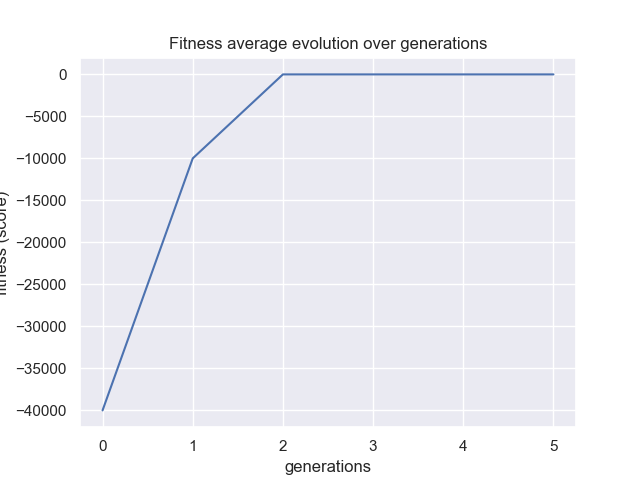 Fitness average evolution over generations
0
−5000
−10000
−15000
−20000
−25000
−30000
−35000
−40000
fitness (score)
0 1 2 3 4 5
generations